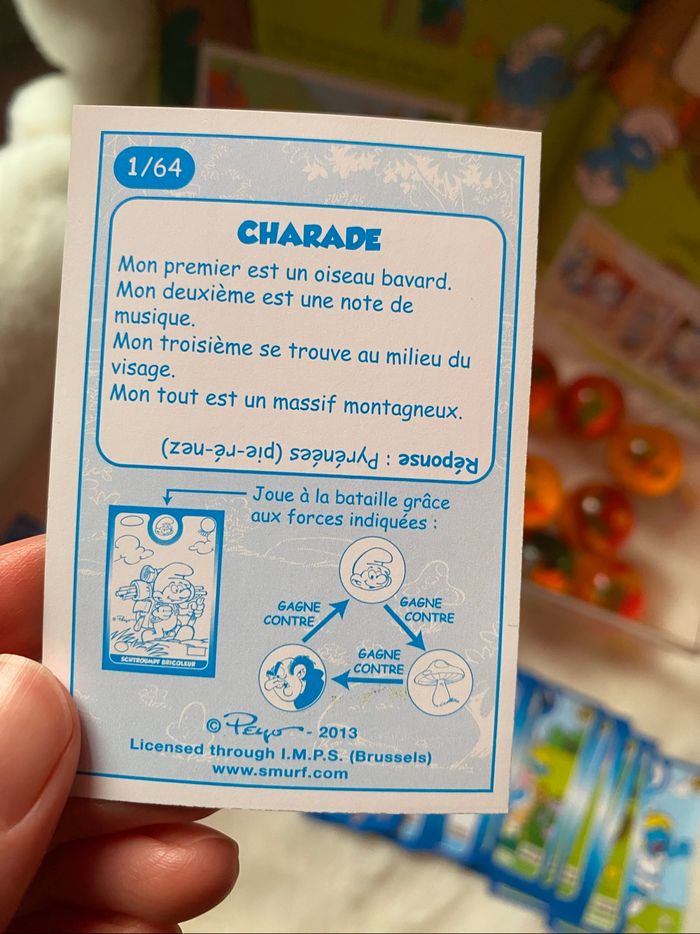 1/64
CHARADE
Mon premier est un oiseau bavard.
Mon deuxième est une note de
musique.
Mon troisième se trouve au milieu du
visage.
Mon tout est un massif montagneux.
Réponse : Pyrénées (pie-ré-nez)
Joue à la bataille grâce
aux forces indiquées :
SCHTROUMPF BRICOLEUR
GAGNE
CONTRE
GAGNE
CONTRE
GAGNE
CONTRE
© Peyo - 2013
Licensed through I.M.P.S. (Brussels)
www.smurf.com